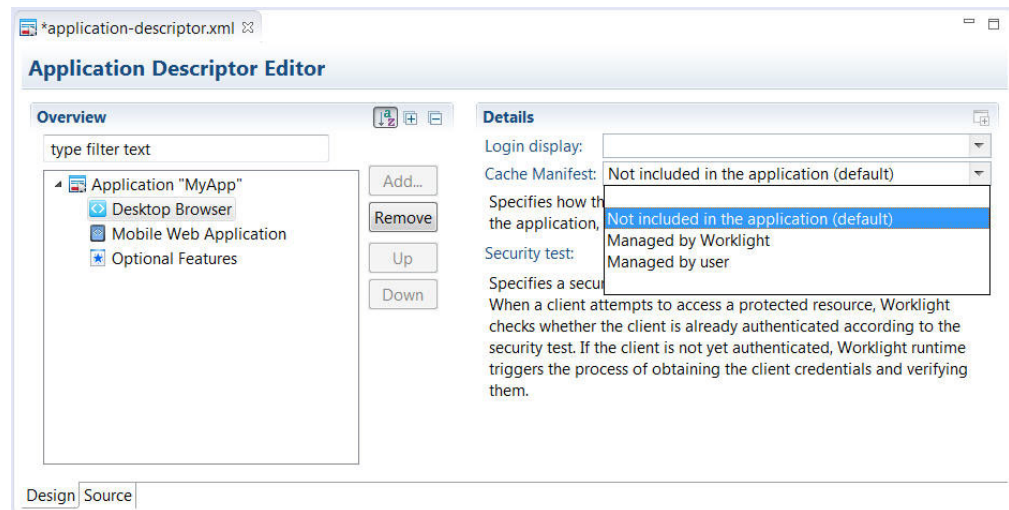 *application-descriptor.xml
Application Descriptor Editor
Overview
type filter text
Application "MyApp"
Desktop Browser
Mobile Web Application
Optional Features
Add...
Remove
Up
Down
Details
Login display:
Cache Manifest: Not included in the application (default)
Specifies how th
the application,
Not included in the application (default)
Managed by Worklight
Managed by user
Security test:
Specifies a secur
When a client attempts to access a protected resource, Worklight
checks whether the client is already authenticated according to the
security test. If the client is not yet authenticated, Worklight runtime
triggers the process of obtaining the client credentials and verifying
them.
Design Source